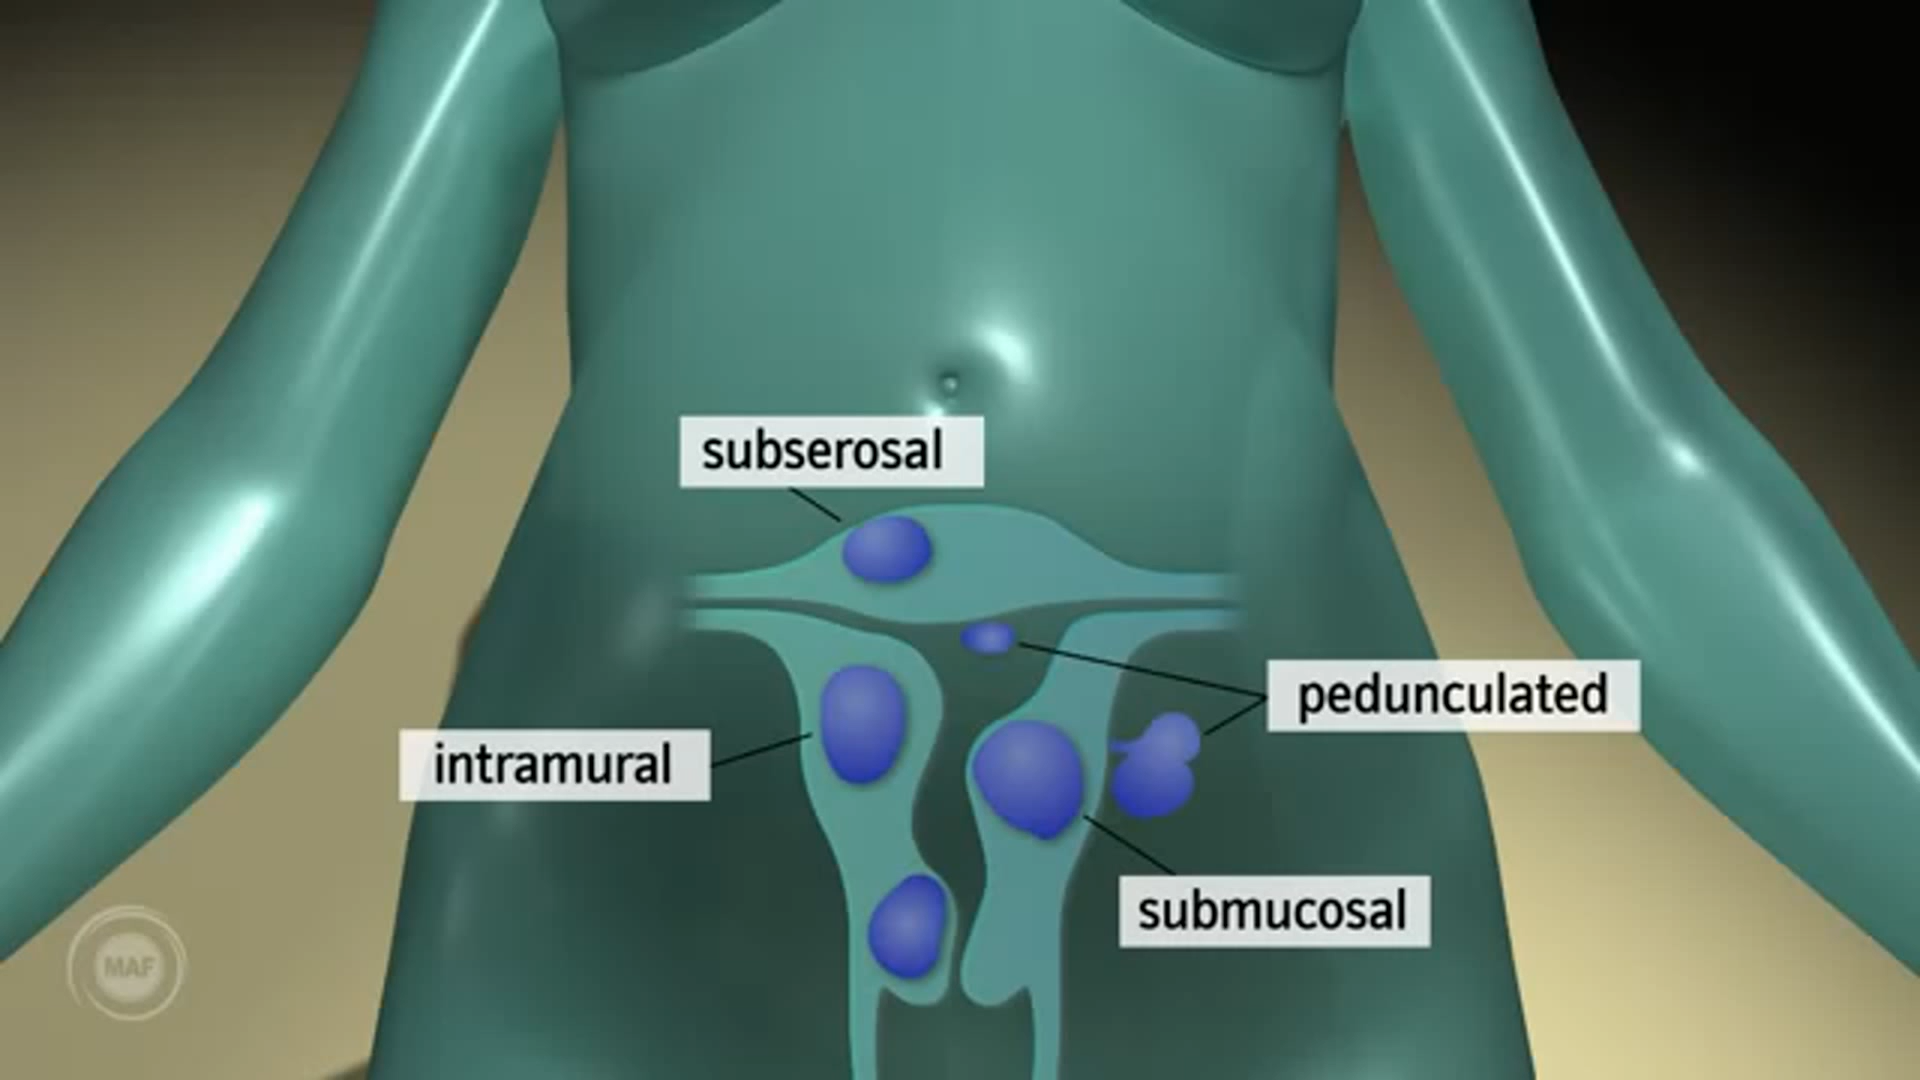 subserosal
pedunculated
intramural
submucosal
MAF